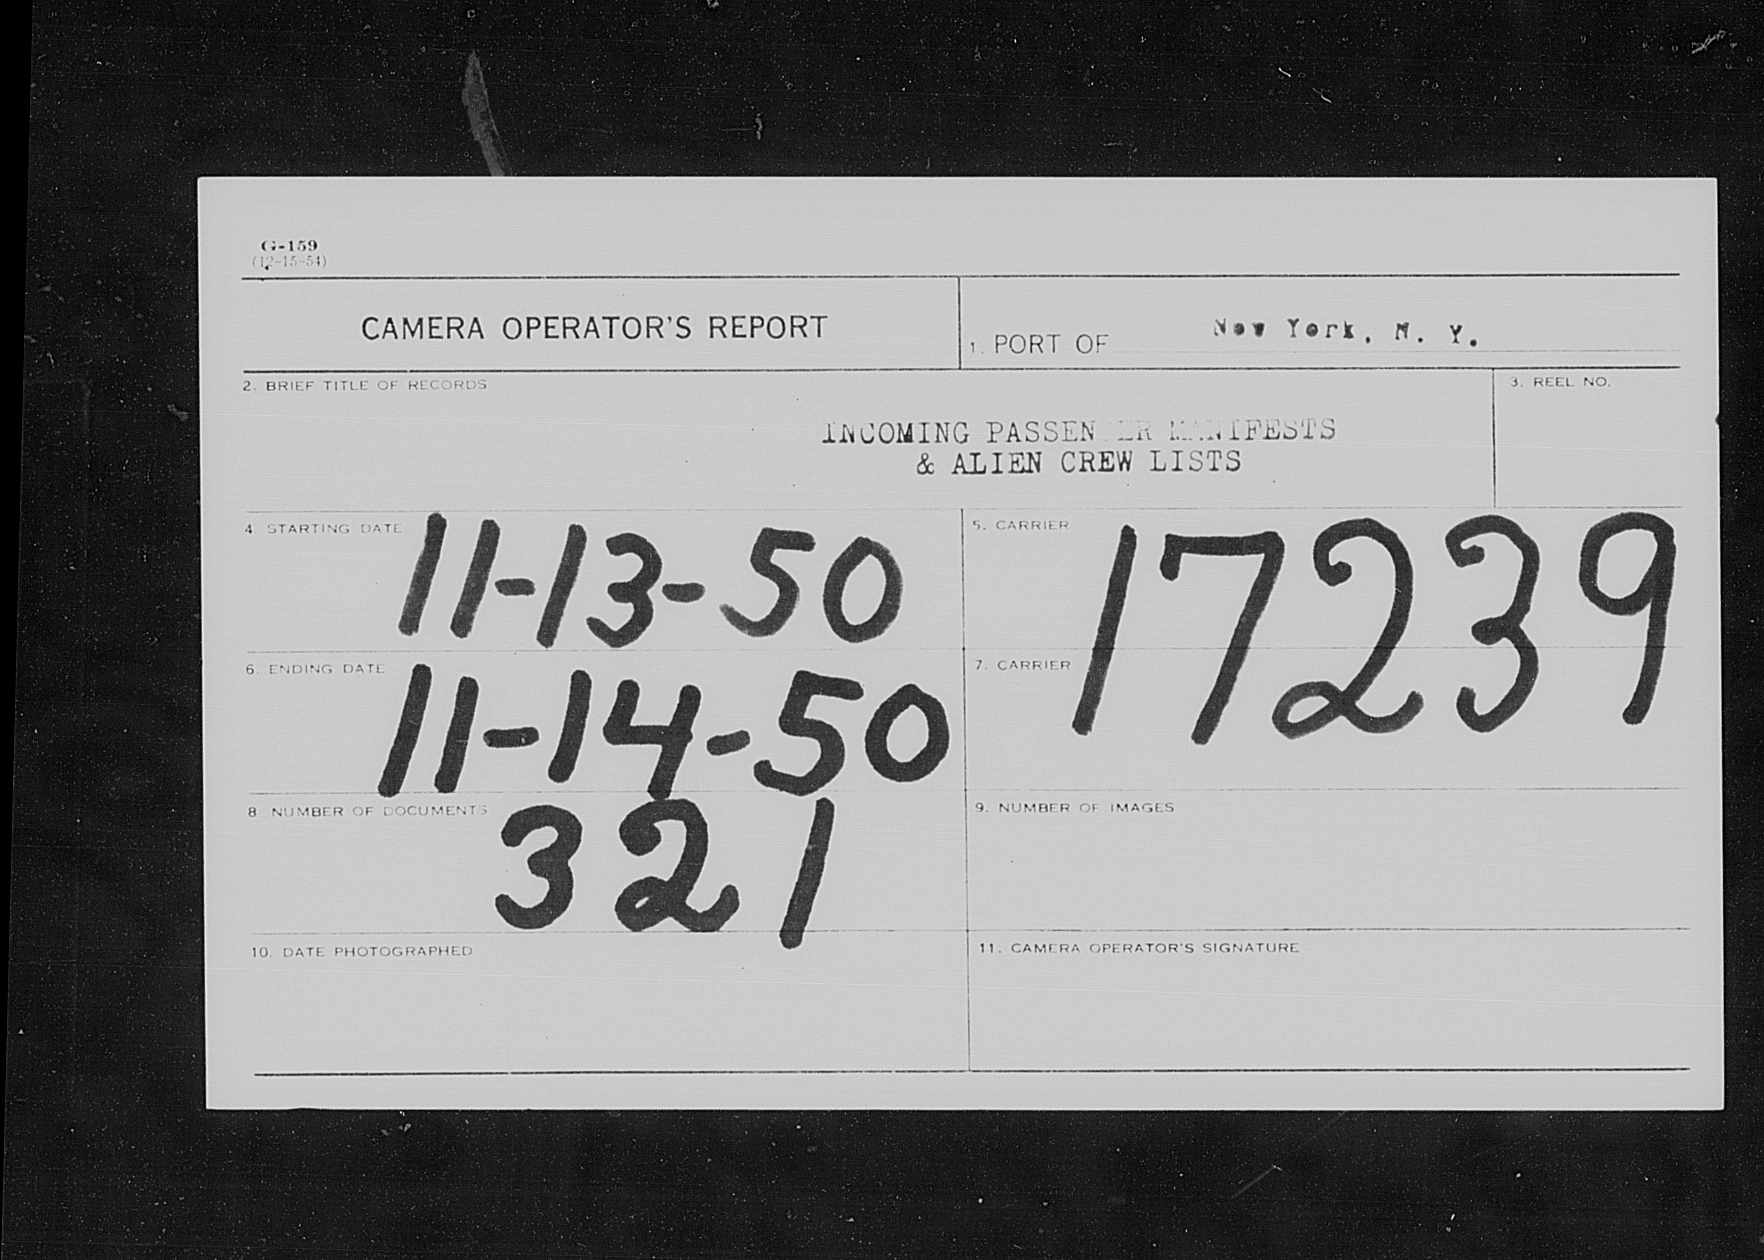 G-159
(12-15-54)
CAMERA OPERATOR'S REPORT
1. PORT OF New York, N. Y.
2. BRIEF TITLE OF RECORDS
INCOMING PASSENGER MANIFESTS
& ALIEN CREW LISTS
3. REEL NO.
4. STARTING DATE 11-13-50
5. CARRIER 17239
6. ENDING DATE 11-14-50
7. CARRIER
8. NUMBER OF DOCUMENTS 321
9. NUMBER OF IMAGES
10. DATE PHOTOGRAPHED
11. CAMERA OPERATOR'S SIGNATURE